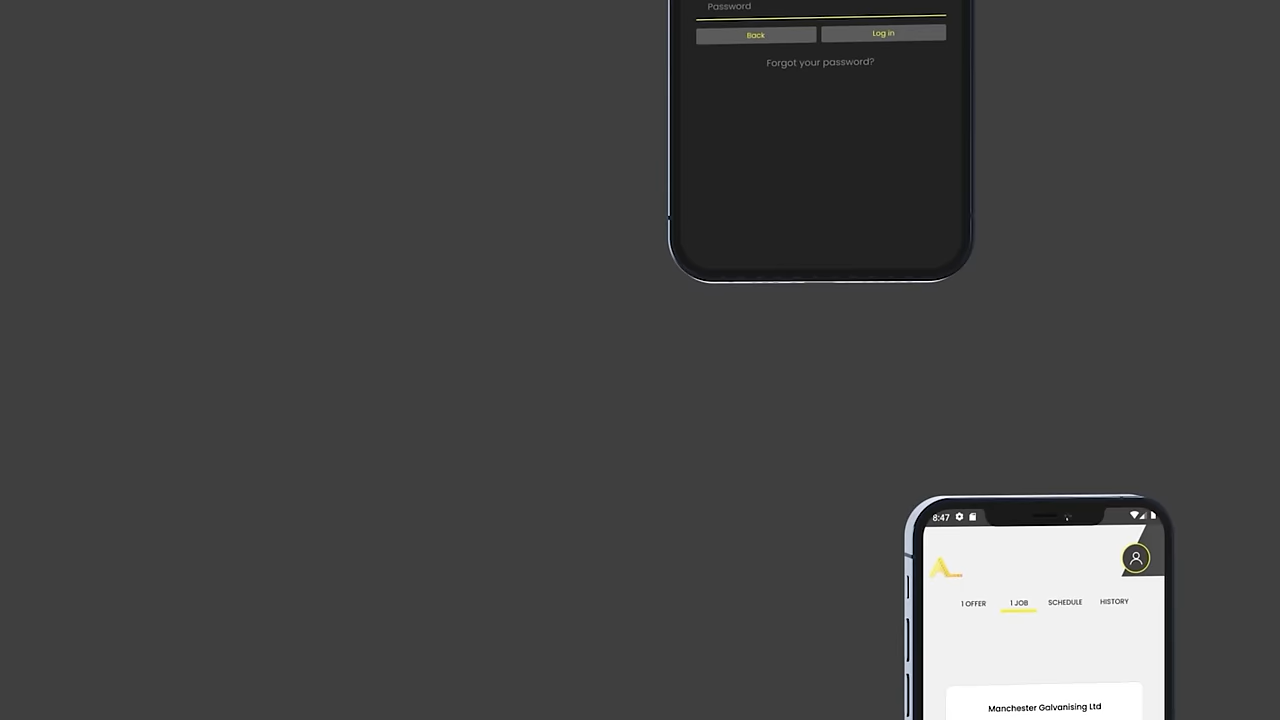 Password
Back Log in
Forgot your password?
8:47
1 OFFER 1 JOB SCHEDULE HISTORY
Manchester Galvanising Ltd